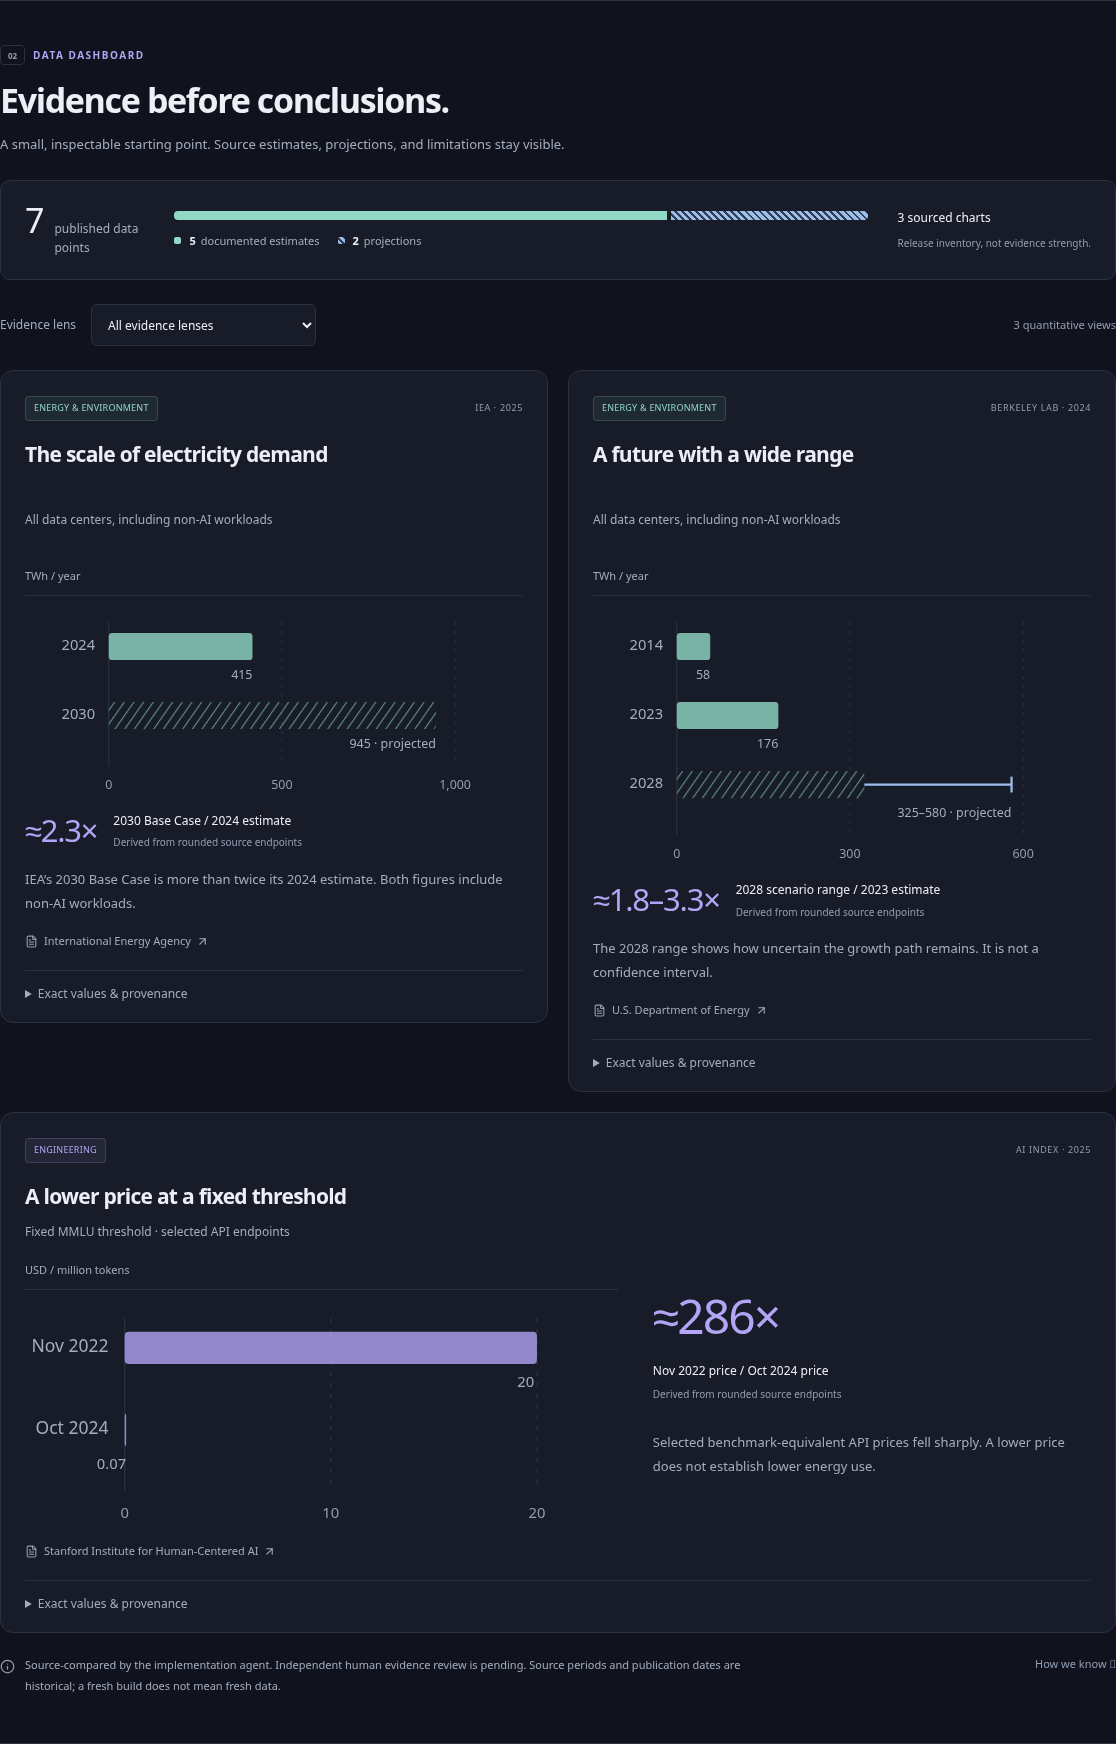 02 DATA DASHBOARD
Evidence before conclusions.
A small, inspectable starting point. Source estimates, projections, and limitations stay visible.
7 published data points
5 documented estimates 2 projections
3 sourced charts
Release inventory, not evidence strength.
Evidence lens All evidence lenses 3 quantitative views
ENERGY & ENVIRONMENT IEA · 2025
The scale of electricity demand
All data centers, including non-AI workloads
TWh / year
2024
415
2030
945 · projected
0 500 1,000
≈2.3× 2030 Base Case / 2024 estimate
Derived from rounded source endpoints
IEA’s 2030 Base Case is more than twice its 2024 estimate. Both figures include
non-AI workloads.
International Energy Agency
Exact values & provenance
ENERGY & ENVIRONMENT BERKELEY LAB · 2024
A future with a wide range
All data centers, including non-AI workloads
TWh / year
2014
58
2023
176
2028
325–580 · projected
0 300 600
≈1.8–3.3× 2028 scenario range / 2023 estimate
Derived from rounded source endpoints
The 2028 range shows how uncertain the growth path remains. It is not a
confidence interval.
U.S. Department of Energy
Exact values & provenance
ENGINEERING AI INDEX · 2025
A lower price at a fixed threshold
Fixed MMLU threshold · selected API endpoints
USD / million tokens
Nov 2022
20
Oct 2024
0.07
0 10 20
≈286×
Nov 2022 price / Oct 2024 price
Derived from rounded source endpoints
Selected benchmark-equivalent API prices fell sharply. A lower price
does not establish lower energy use.
Stanford Institute for Human-Centered AI
Exact values & provenance
Source-compared by the implementation agent. Independent human evidence review is pending. Source periods and publication dates are
historical; a fresh build does not mean fresh data.
How we know